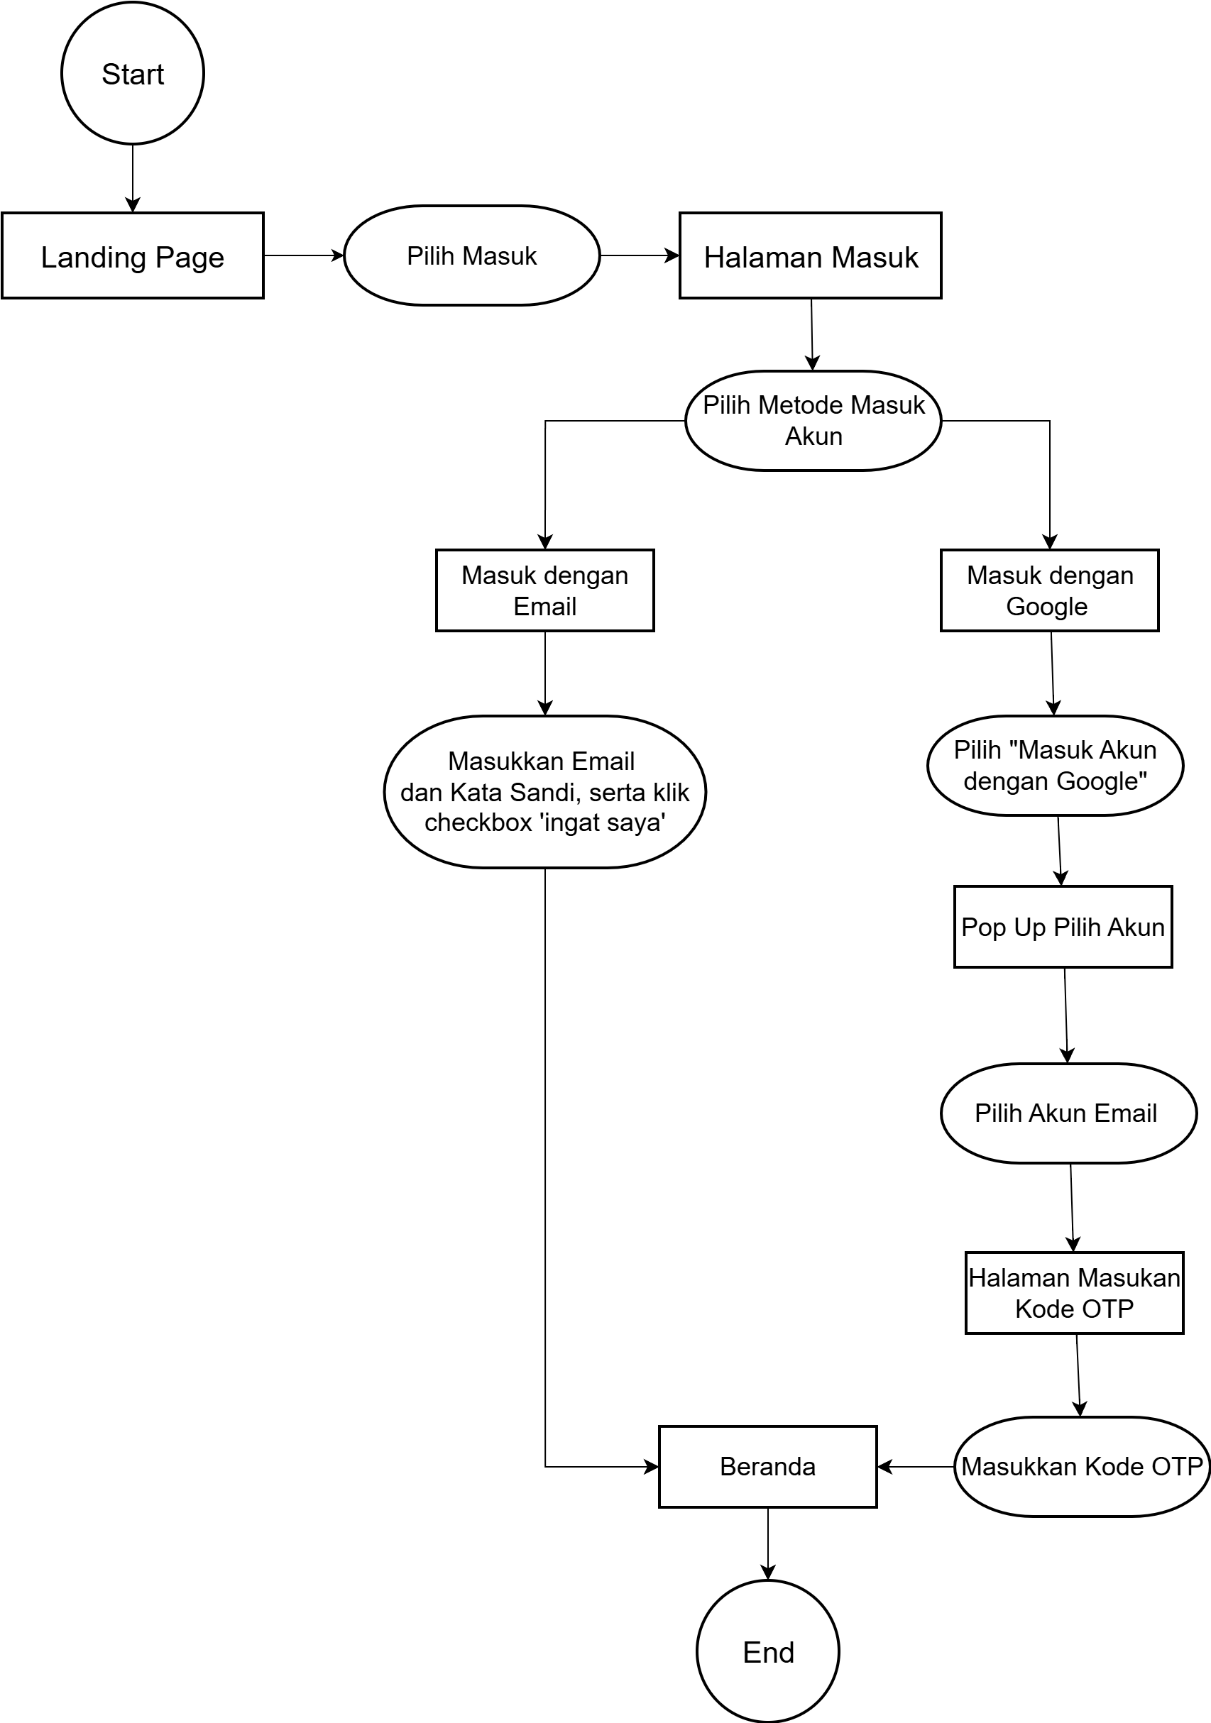 Start
Landing Page
Pilih Masuk
Halaman Masuk
Pilih Metode Masuk
Akun
Masuk dengan
Email
Masuk dengan
Google
Masukkan Email
dan Kata Sandi, serta klik
checkbox 'ingat saya'
Pilih "Masuk Akun
dengan Google"
Pop Up Pilih Akun
Pilih Akun Email
Halaman Masukan
Kode OTP
Beranda
Masukkan Kode OTP
End